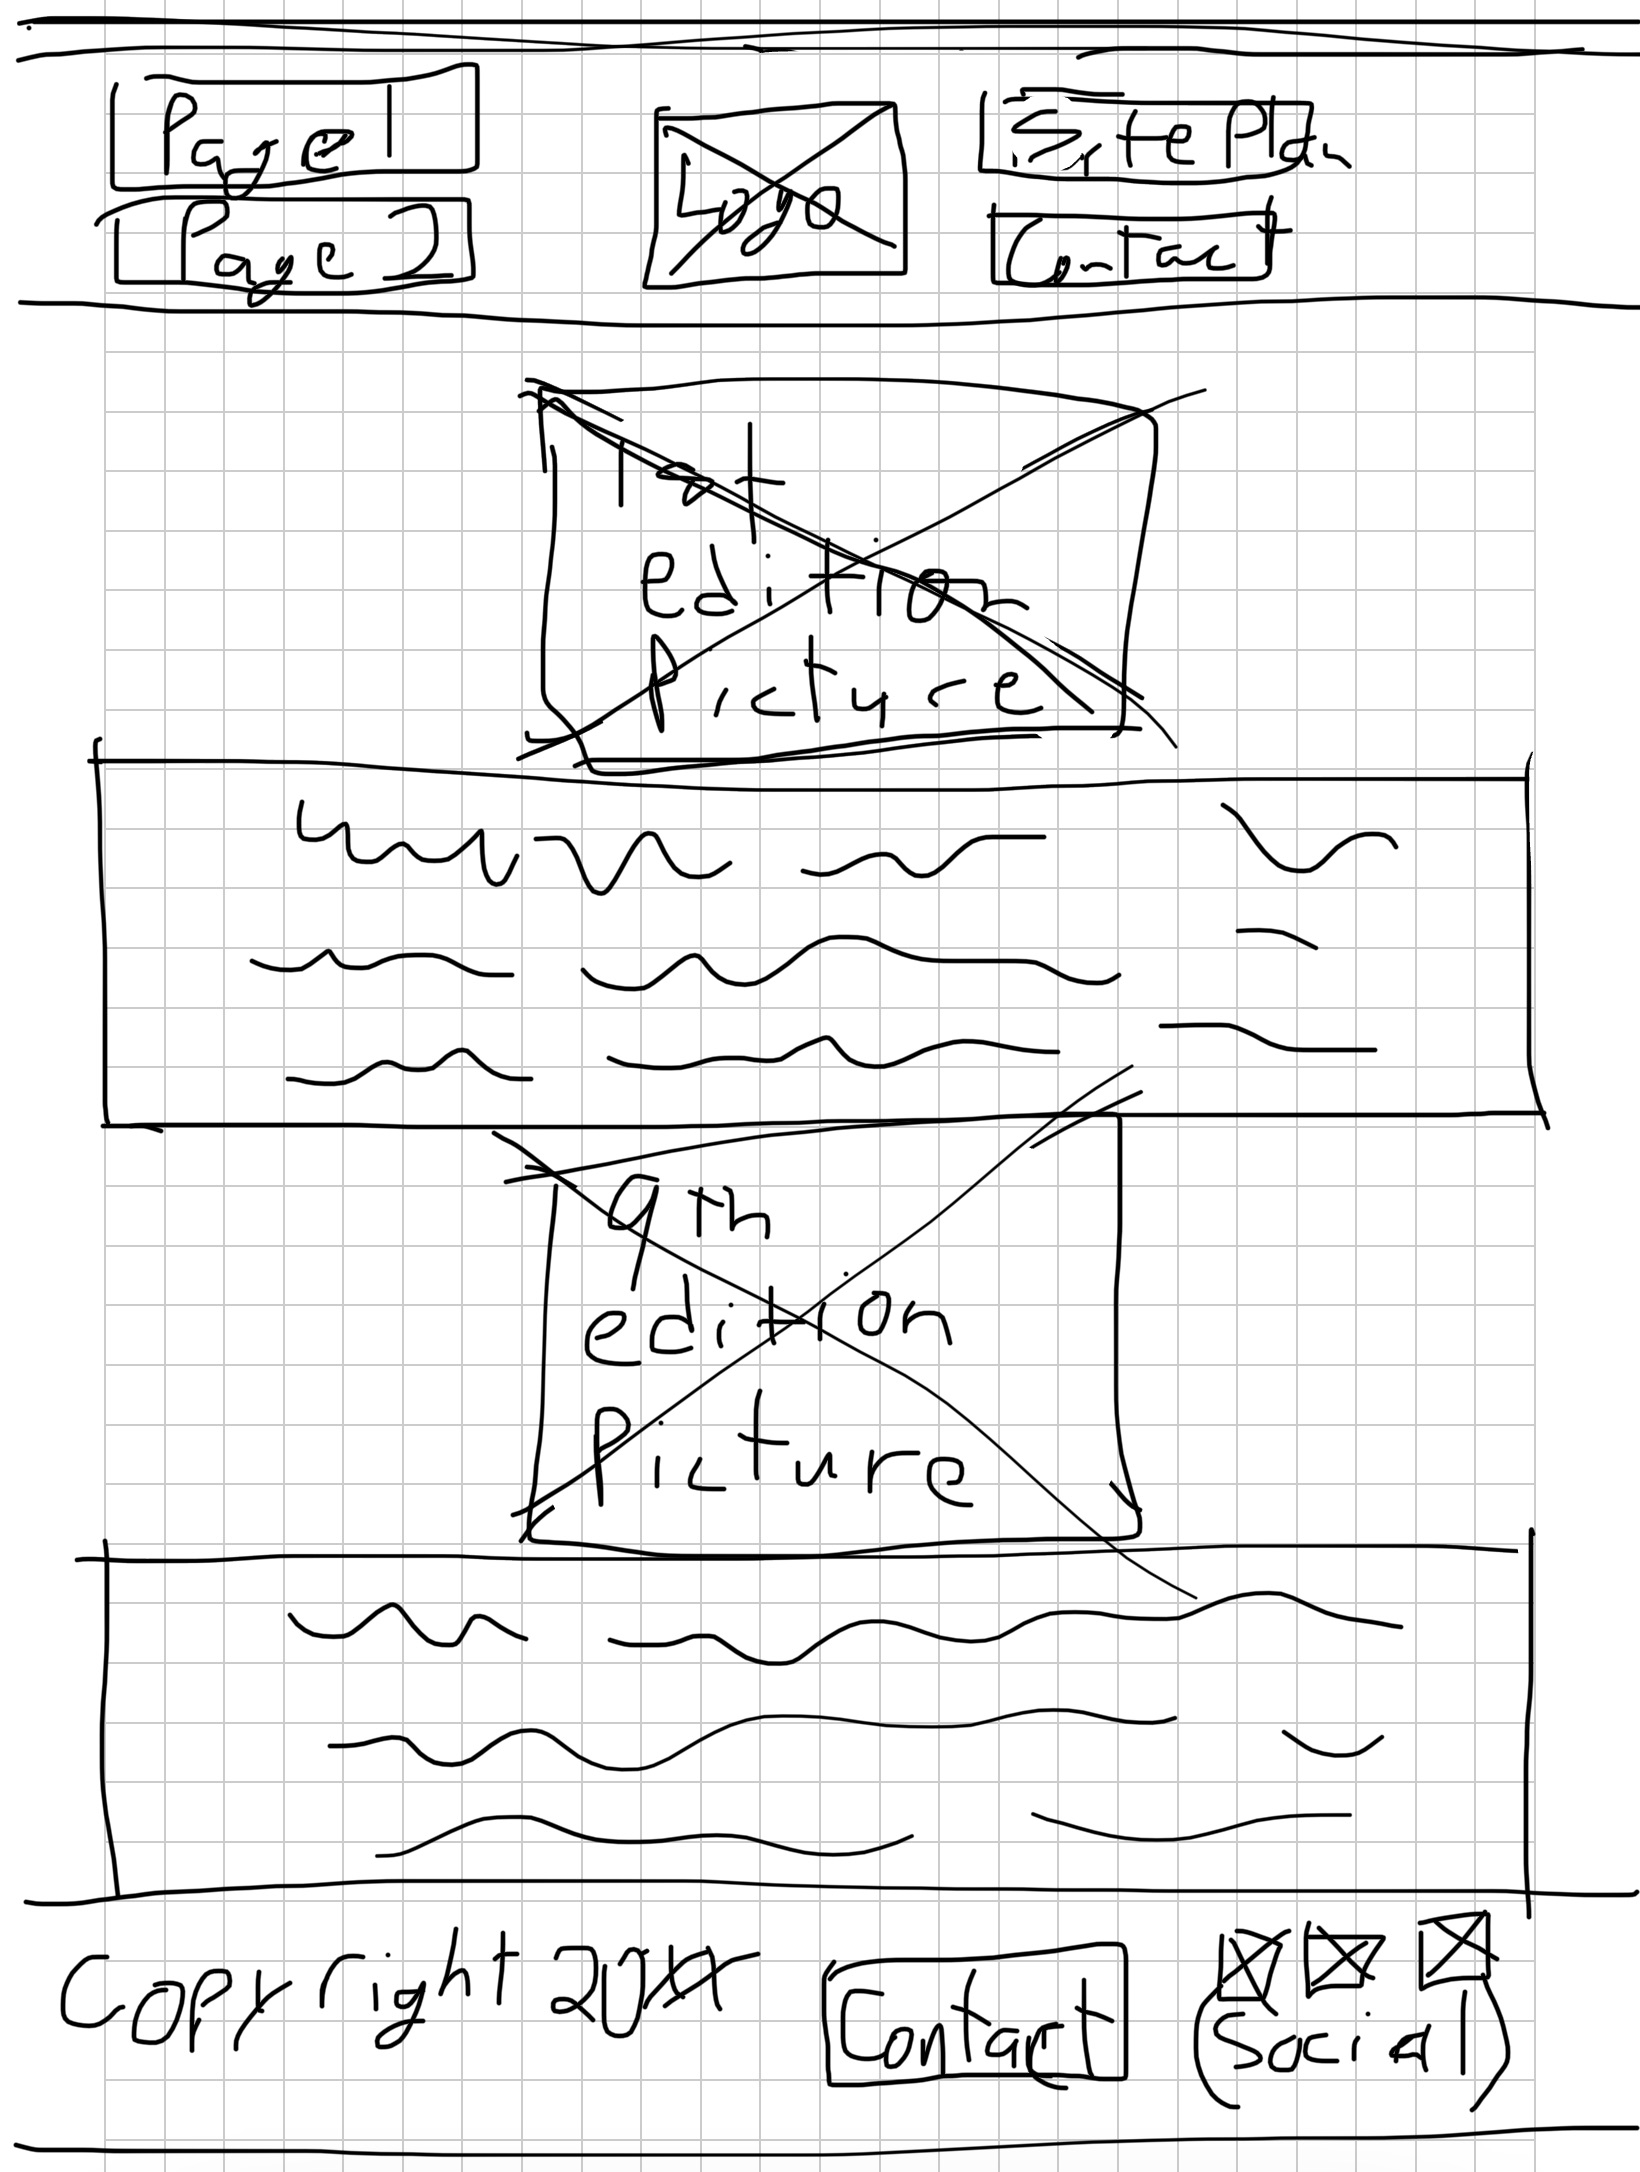 Page 1
Logo
Site Plan
Page 2
Contact
1st
edition
Picture
9th
edition
Picture
Copyright 20xx
Contact
(Social)